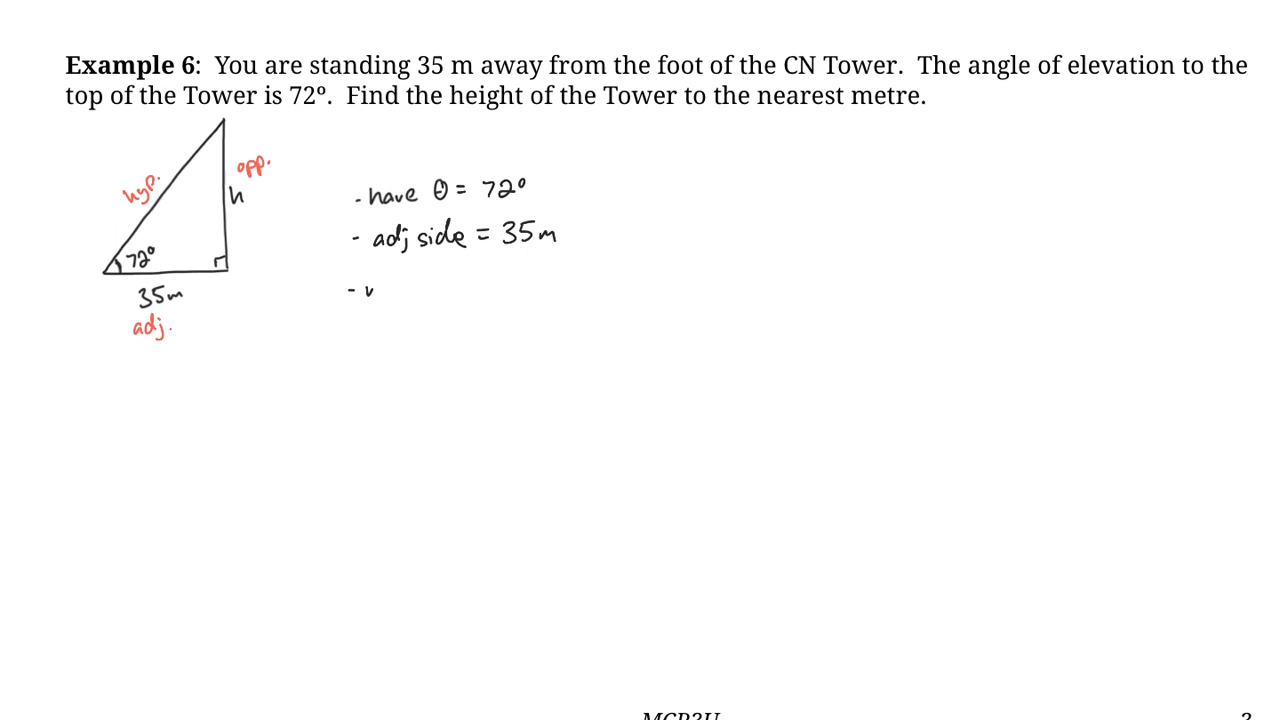 Example 6: You are standing 35 m away from the foot of the CN Tower. The angle of elevation to the
top of the Tower is 72º. Find the height of the Tower to the nearest metre.
hyp.
opp.
h
72°
35m
adj.
- have θ = 72°
- adj side = 35m
- v
2